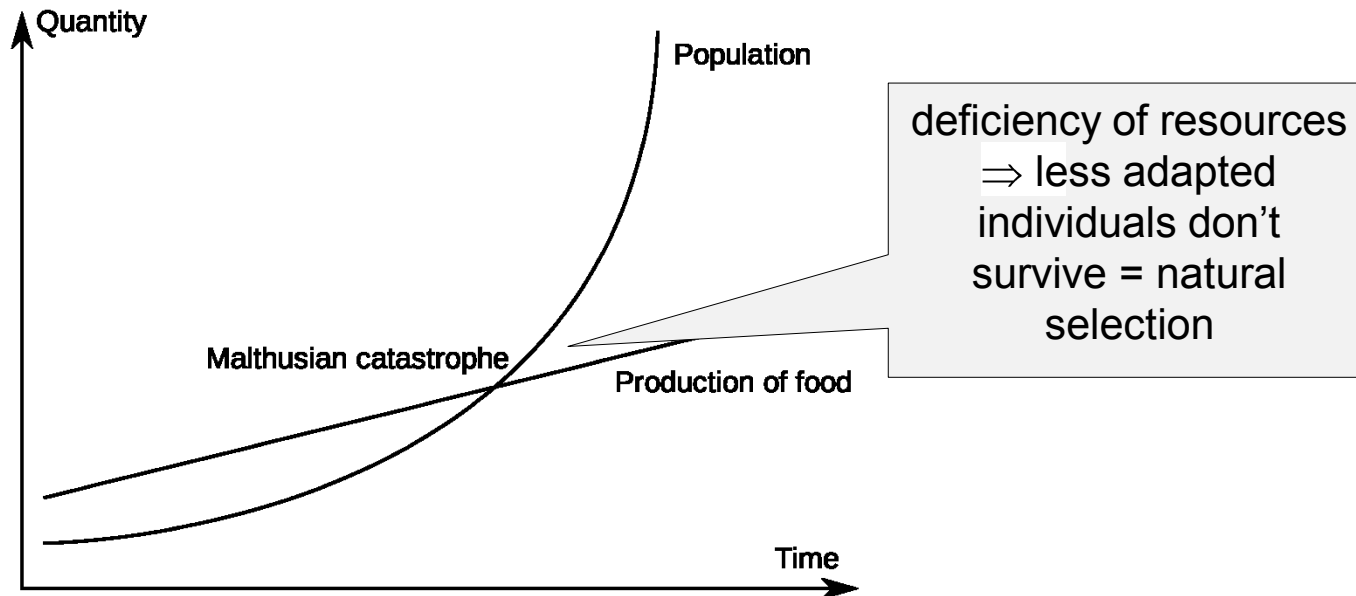 Quantity
Population
deficiency of resources
⇒ less adapted
individuals don’t
survive = natural
selection
Malthusian catastrophe
Production of food
Time